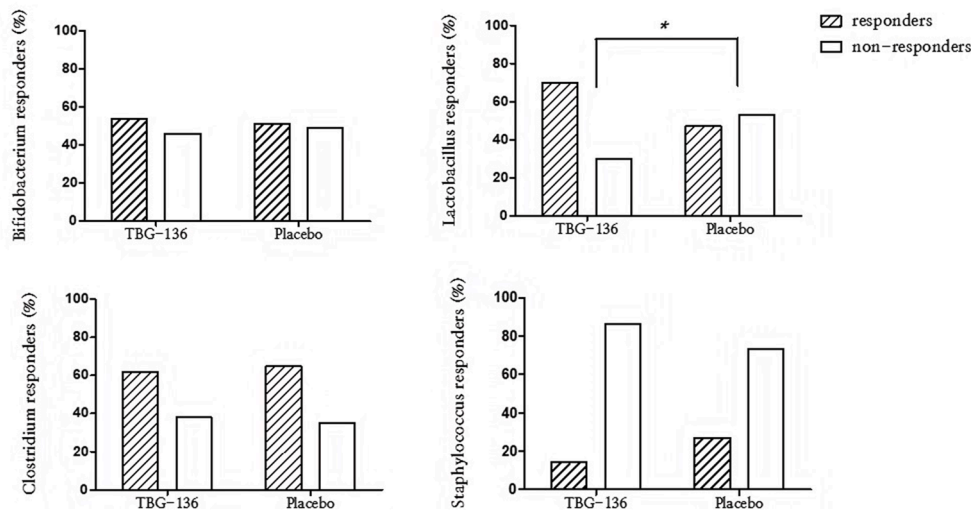 Bifidobacterium responders (%)
100
80
60
40
20
0
TBG−136 Placebo
Lactobacillus responders (%)
100
80
60
40
20
0
*
TBG−136 Placebo
responders
non−responders
Clostridium responders (%)
100
80
60
40
20
0
TBG−136 Placebo
Staphylococcus responders (%)
100
80
60
40
20
0
TBG−136 Placebo